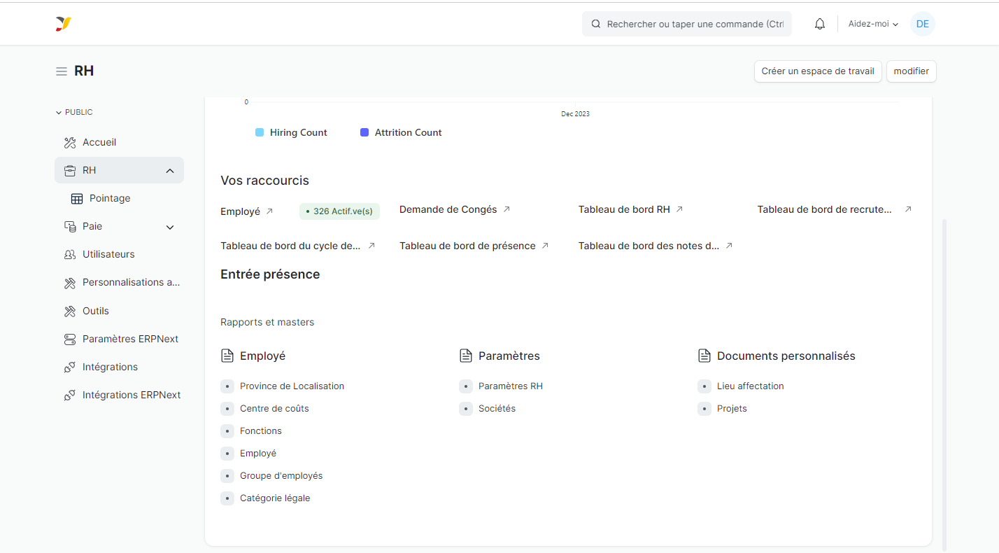 Rechercher ou taper une commande (Ctrl
Aidez-moi
DE
RH
Créer un espace de travail
modifier
PUBLIC
Accueil
RH
Pointage
Paie
Utilisateurs
Personnalisations a...
Outils
Paramètres ERPNext
Intégrations
Intégrations ERPNext
0
Dec 2023
Hiring Count
Attrition Count
Vos raccourcis
Employé
326 Actif.ve(s)
Demande de Congés
Tableau de bord RH
Tableau de bord de recrute...
Tableau de bord du cycle de...
Tableau de bord de présence
Tableau de bord des notes d...
Entrée présence
Rapports et masters
Employé
Province de Localisation
Centre de coûts
Fonctions
Employé
Groupe d'employés
Catégorie légale
Paramètres
Paramètres RH
Sociétés
Documents personnalisés
Lieu affectation
Projets